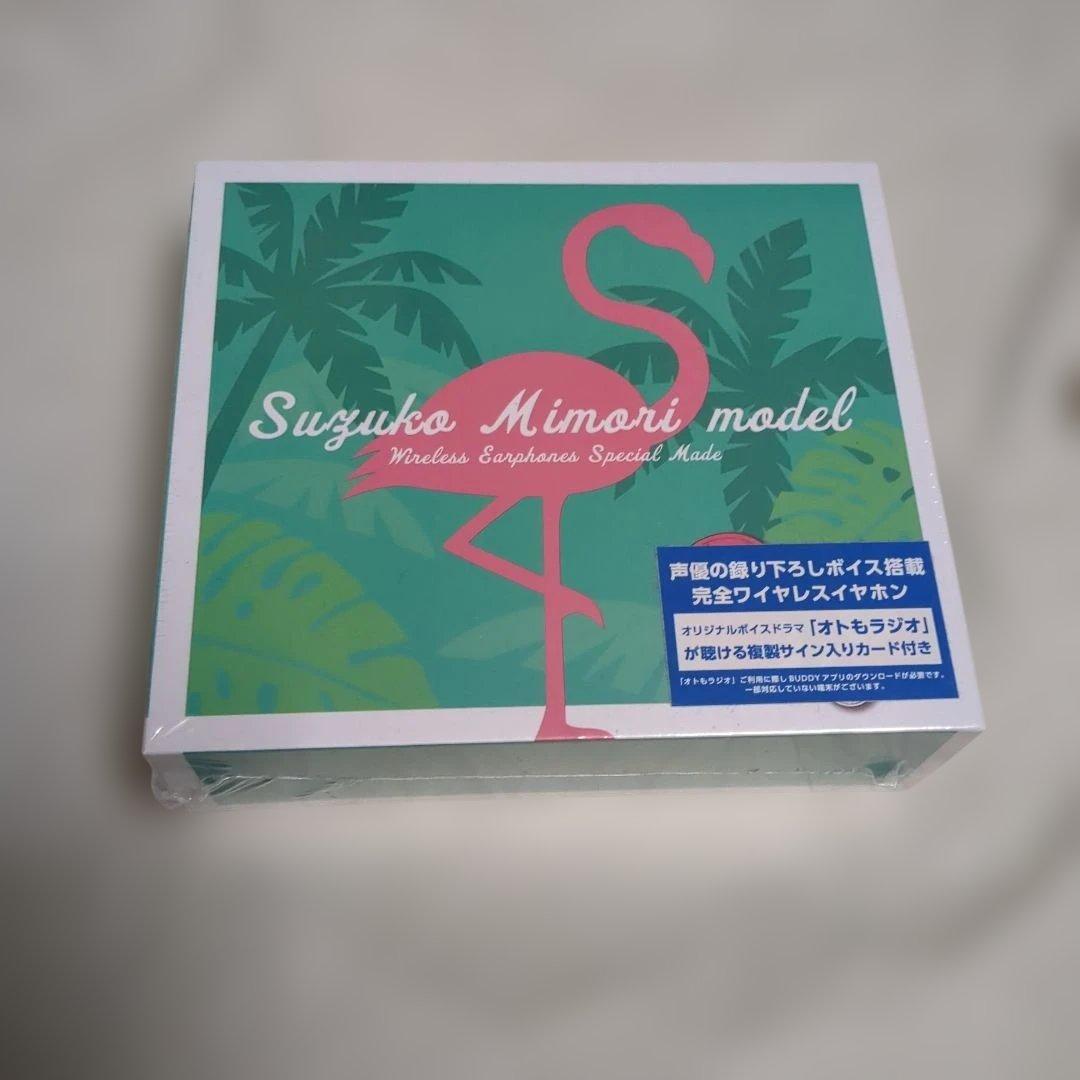 Suzuko Mimori model
Wireless Earphones Special Made
声優の録り下ろしボイス搭載
完全ワイヤレスイヤホン
オリジナルボイスドラマ「オトもラジオ」
が聴ける複製サイン入りカード付き
「オトもラジオ」ご利用に際しBUDDYアプリのダウンロードが必要です。
一部対応していない端末がございます。